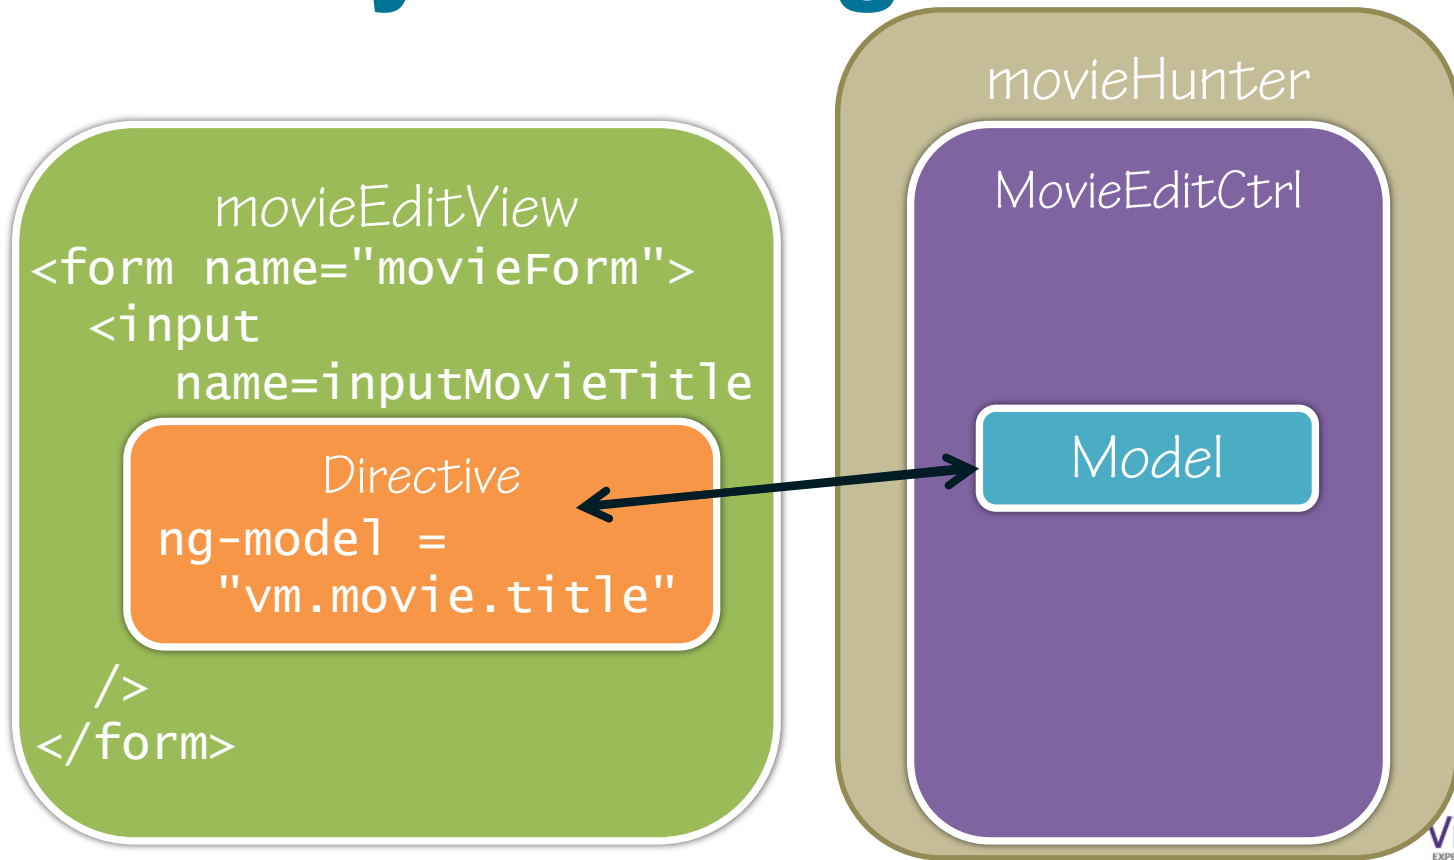 movieEditView
<form name="movieForm">
<input
name=inputMovieTitle
Directive
ng-model =
"vm.movie.title"
/>
</form>
movieHunter
MovieEditCtrl
Model